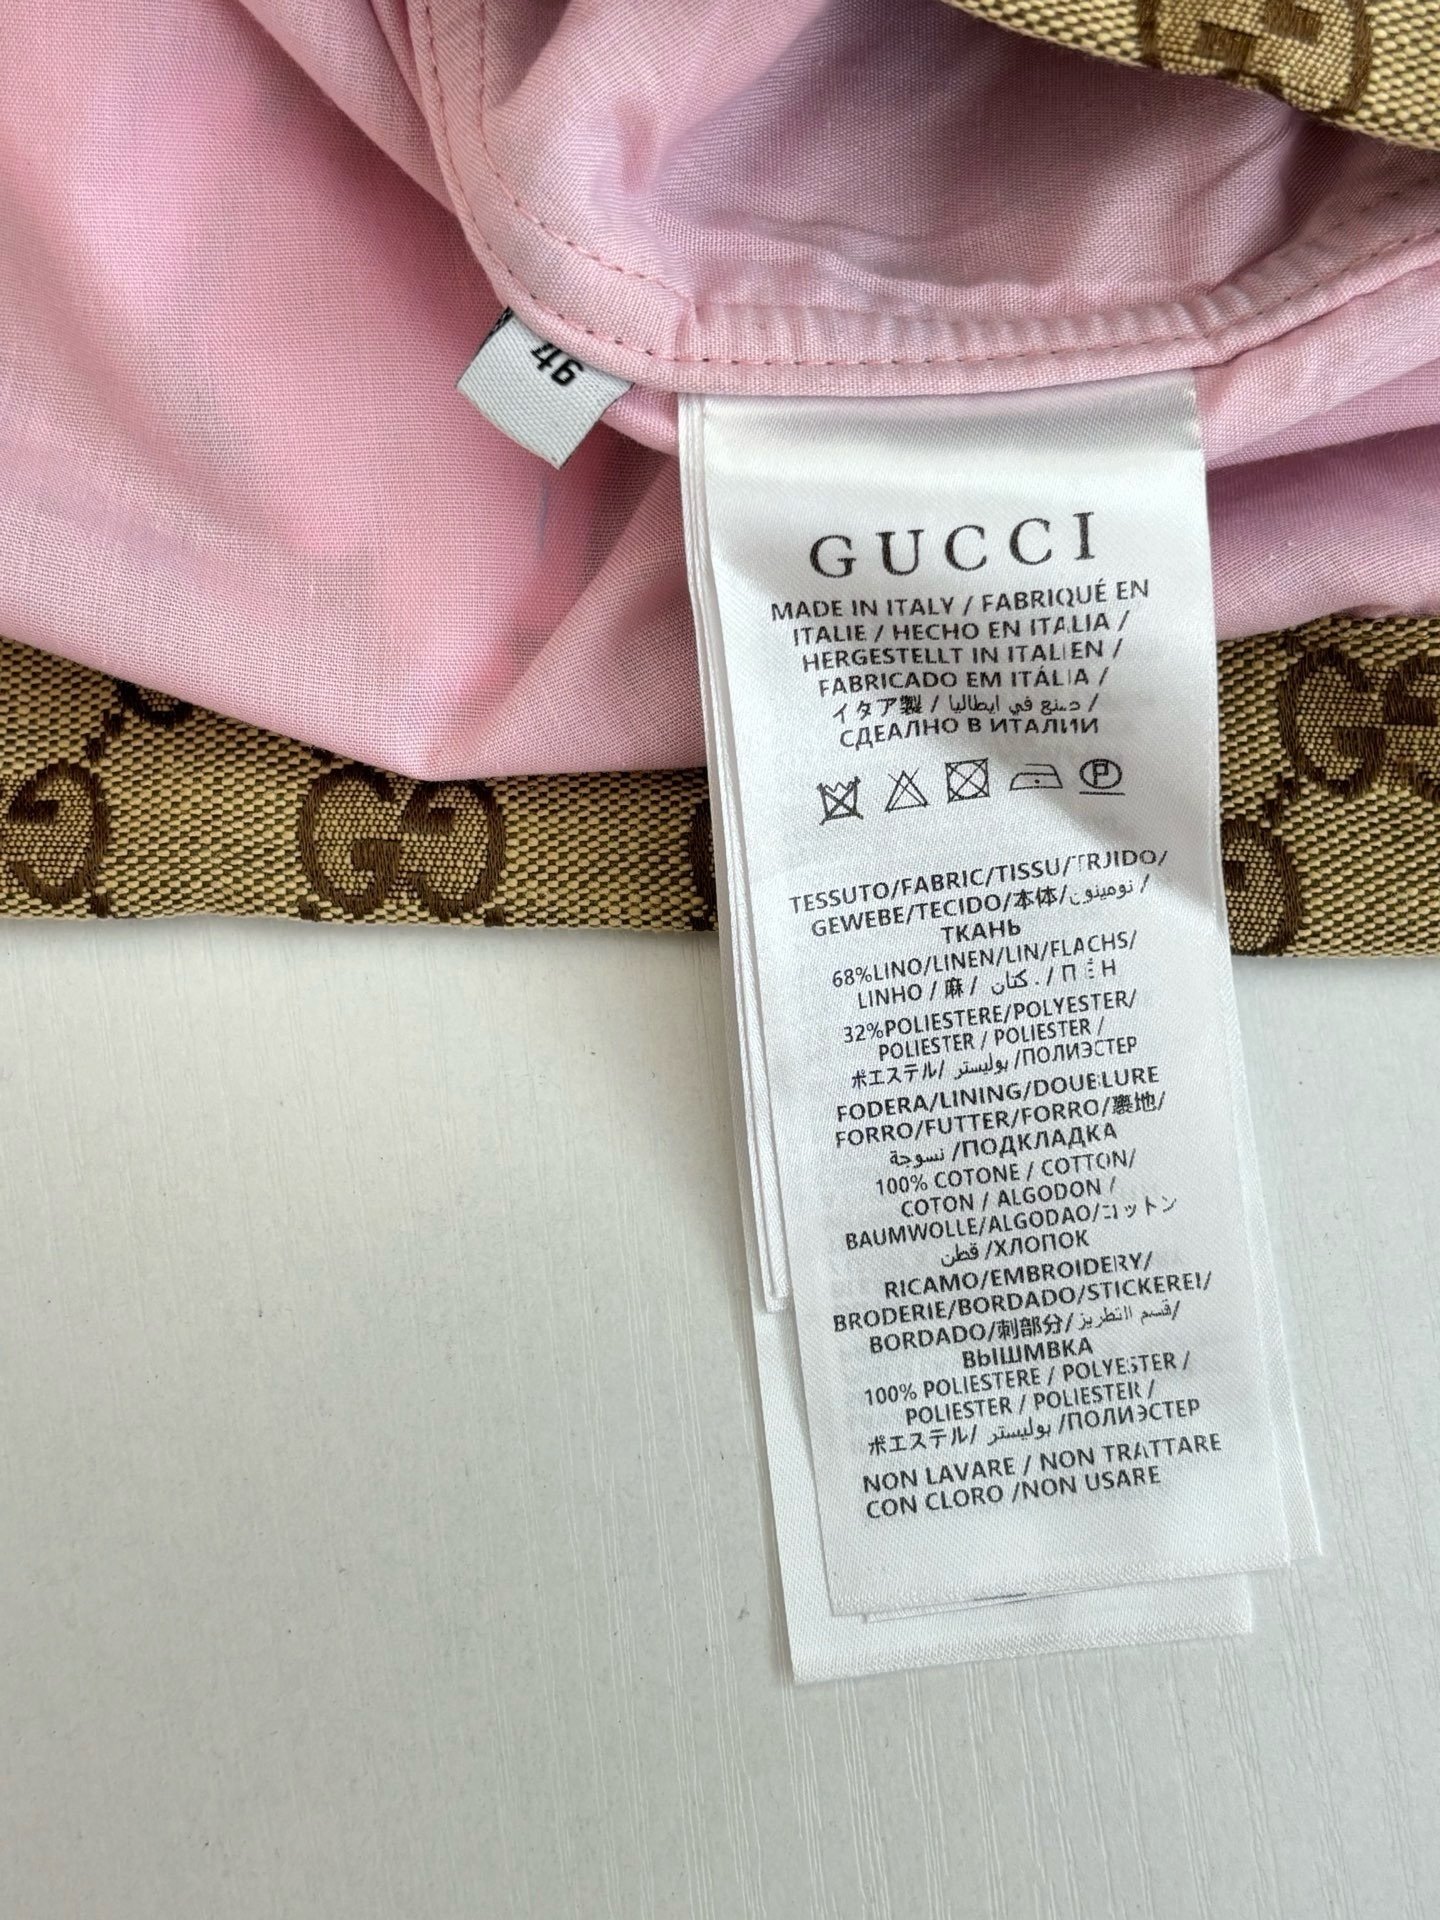 46
GUCCI
MADE IN ITALY / FABRIQUÉ EN
ITALIE / HECHO EN ITALIA /
HERGESTELLT IN ITALIEN /
FABRICADO EM ITÁLIA /
イタア製 / صنع في ايطاليا /
СДЕАЛНО В ИТАЛИИ
P
TESSUTO/FABRIC/TISSU/TRJIDO/
GEWEBE/TECIDO/本体/نومينون /
ТКАНЬ
68%LINO/LINEN/LIN/FLACHS/
LINHO / 麻 / كتان . /
32%POLIESTERE/POLYESTER/
POLIESTER / POLIESTER /
ポエステル/ بوليستر /ПОЛИЭСТЕР
FODERA/LINING/DOUELURE
FORRO/FUTTER/FORRO/裏地/
نسوجة /ПОДКЛАДКА
100% COTONE / COTTON/
COTON / ALGODON /
BAUMWOLLE/ALGODAO/コットン
قطن /ХЛОПОК
RICAMO/EMBROIDERY/
BRODERIE/BORDADO/STICKEREI/
BORDADO/刺部分/قسم التطريز/
ВЫШМВКА
100% POLIESTERE / POLYESTER /
POLIESTER / POLIESTER /
ポエステル/ بوليستر /ПОЛИЭСТЕР
NON LAVARE / NON TRATTARE
CON CLORO /NON USARE